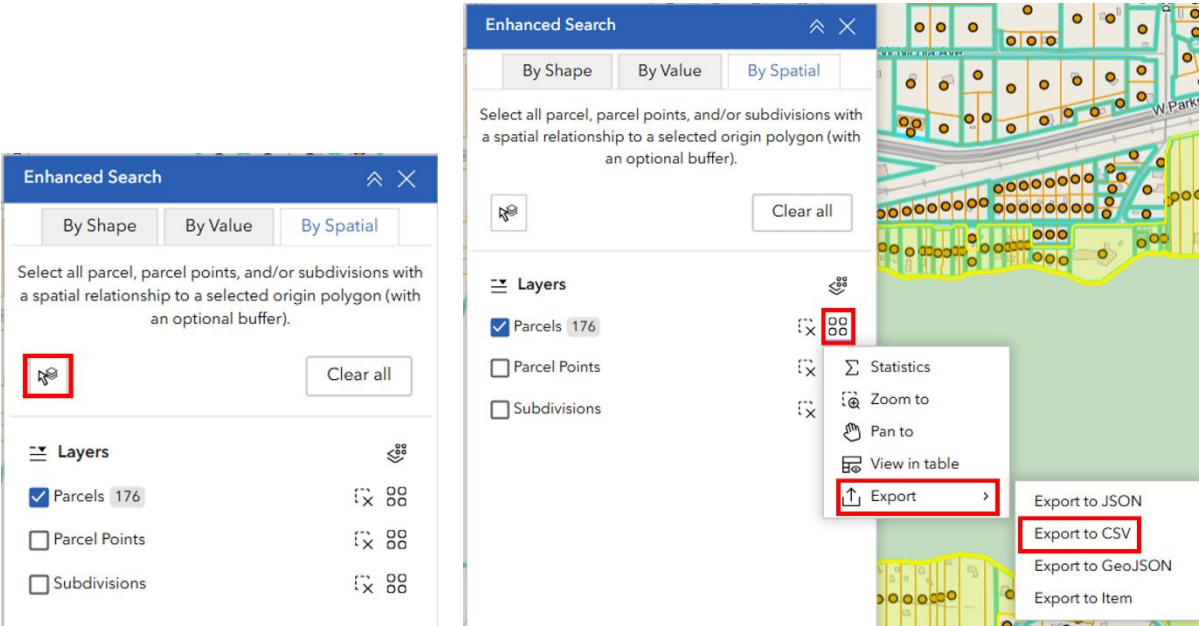 Enhanced Search
By Shape
By Value
By Spatial
Select all parcel, parcel points, and/or subdivisions with
a spatial relationship to a selected origin polygon (with
an optional buffer).
Clear all
Layers
Parcels 176
Parcel Points
Subdivisions
Enhanced Search
By Shape
By Value
By Spatial
Select all parcel, parcel points, and/or subdivisions with
a spatial relationship to a selected origin polygon (with
an optional buffer).
Clear all
Layers
Parcels 176
Parcel Points
Subdivisions
Statistics
Zoom to
Pan to
View in table
Export
Export to JSON
Export to CSV
Export to GeoJSON
Export to Item
W Park